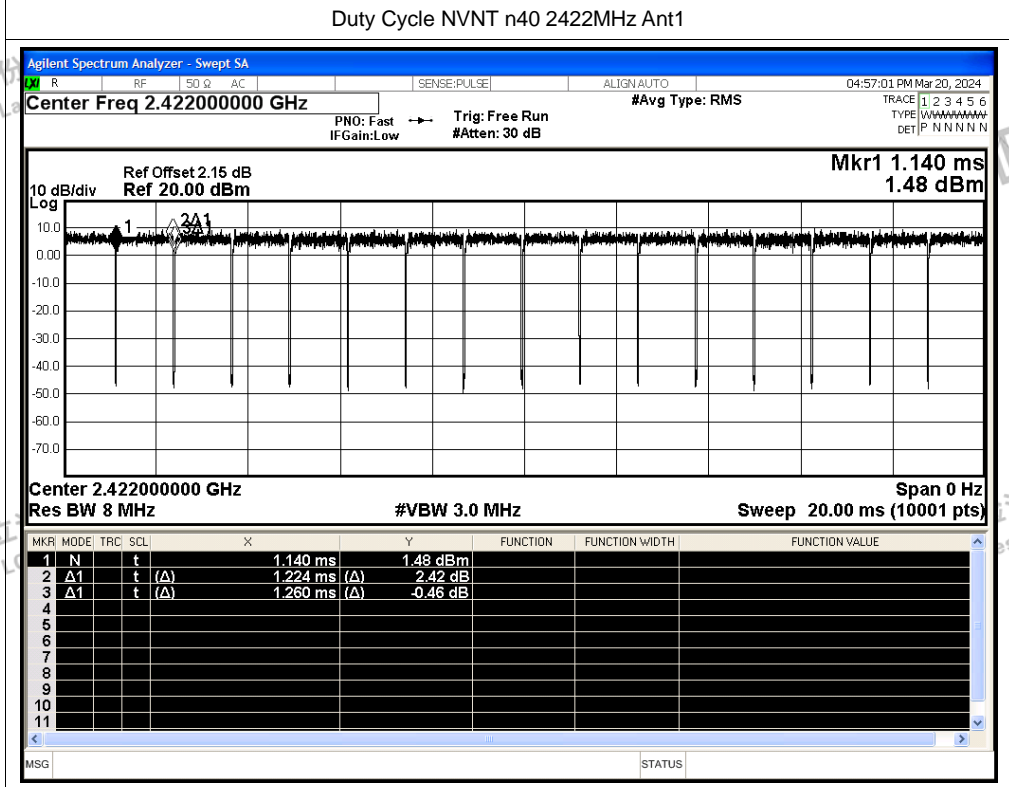 Duty Cycle NVNT n40 2422MHz Ant1
Agilent Spectrum Analyzer - Swept SA
LXI R RF 50 Ω AC SENSE:PULSE ALIGN AUTO 04:57:01 PM Mar 20, 2024
Center Freq 2.422000000 GHz #Avg Type: RMS TRACE 1 2 3 4 5 6
PNO: Fast Trig: Free Run TYPE WWWWWW
IFGain:Low #Atten: 30 dB DET P N N N N N
Mkr1 1.140 ms
Ref Offset 2.15 dB
10 dB/div Ref 20.00 dBm 1.48 dBm
Log
10.0
0.00
-10.0
-20.0
-30.0
-40.0
-50.0
-60.0
-70.0
1 2Δ1
3Δ1
Center 2.422000000 GHz Span 0 Hz
Res BW 8 MHz #VBW 3.0 MHz Sweep 20.00 ms (10001 pts)
MKR MODE TRC SCL X Y FUNCTION FUNCTION WIDTH FUNCTION VALUE
1 N t 1.140 ms 1.48 dBm
2 Δ1 t (Δ) 1.224 ms (Δ) 2.42 dB
3 Δ1 t (Δ) 1.260 ms (Δ) -0.46 dB
4
5
6
7
8
9
10
11
MSG STATUS